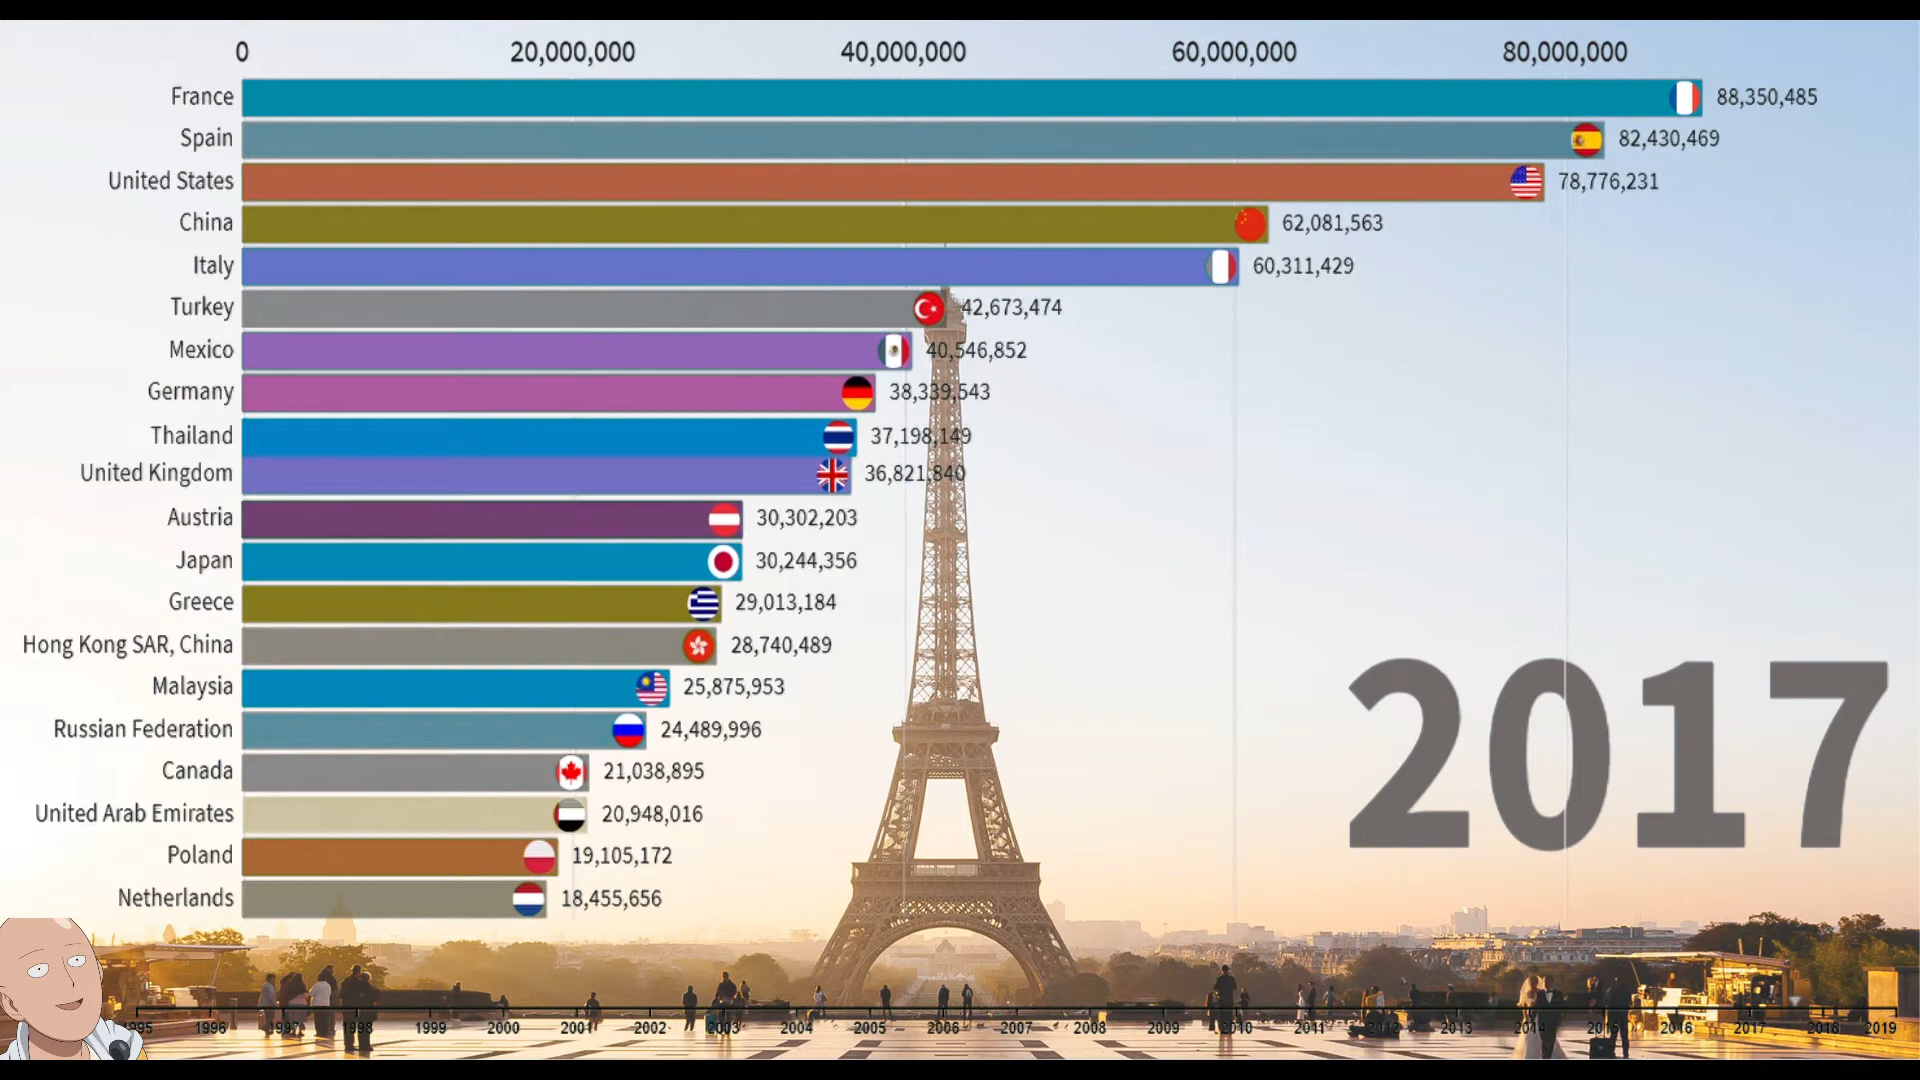 0 20,000,000 40,000,000 60,000,000 80,000,000
France 88,350,485
Spain 82,430,469
United States 78,776,231
China 62,081,563
Italy 60,311,429
Turkey 42,673,474
Mexico 40,546,852
Germany 38,339,543
Thailand 37,198,149
United Kingdom 36,821,840
Austria 30,302,203
Japan 30,244,356
Greece 29,013,184
Hong Kong SAR, China 28,740,489
Malaysia 25,875,953
Russian Federation 24,489,996
Canada 21,038,895
United Arab Emirates 20,948,016
Poland 19,105,172
Netherlands 18,455,656
2017
1995 1996 1997 1998 1999 2000 2001 2002 2003 2004 2005 2006 2007 2008 2009 2010 2011 2012 2013 2014 2015 2016 2017 2018 2019